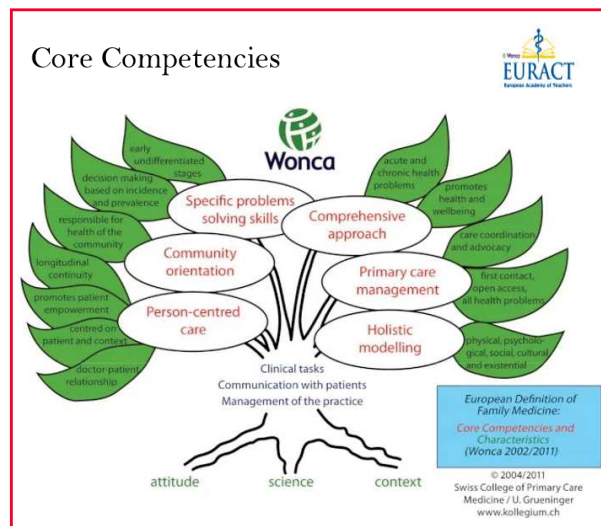 Core Competencies
© Wonca
EURACT
European Academy of Teachers
Wonca
early
undifferentiated
stages
decision making
based on incidence
and prevalence
responsible for
health of the
community
longitudinal
continuity
promotes patient
empowerment
centred on
patient and context
doctor-patient
relationship
Specific problems
solving skills
Community
orientation
Person-centred
care
Comprehensive
approach
Primary care
management
Holistic
modelling
acute and
chronic health
problems
promotes
health and
wellbeing
care coordination
and advocacy
first contact,
open access,
all health problems
physical, psycholo-
gical, social, cultural
and existential
Clinical tasks
Communication with patients
Management of the practice
attitude
science
context
European Definition of
Family Medicine:
Core Competencies and
Characteristics
(Wonca 2002/2011)
© 2004/2011
Swiss College of Primary Care
Medicine / U. Grueninger
www.kollegium.ch